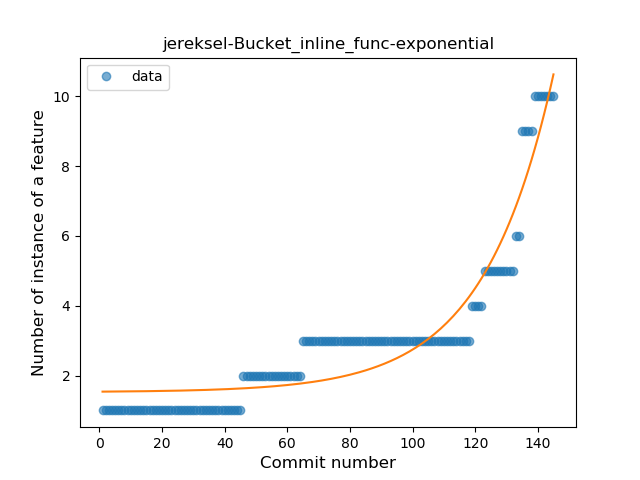 jereksel-Bucket_inline_func-exponential
data
Number of instance of a feature
10
8
6
4
2
0 20 40 60 80 100 120 140
Commit number